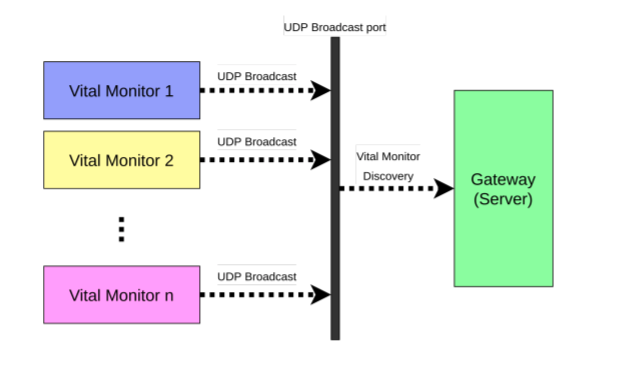 UDP Broadcast port
Vital Monitor 1
UDP Broadcast
Vital Monitor 2
UDP Broadcast
Vital Monitor
Discovery
Gateway
(Server)
Vital Monitor n
UDP Broadcast